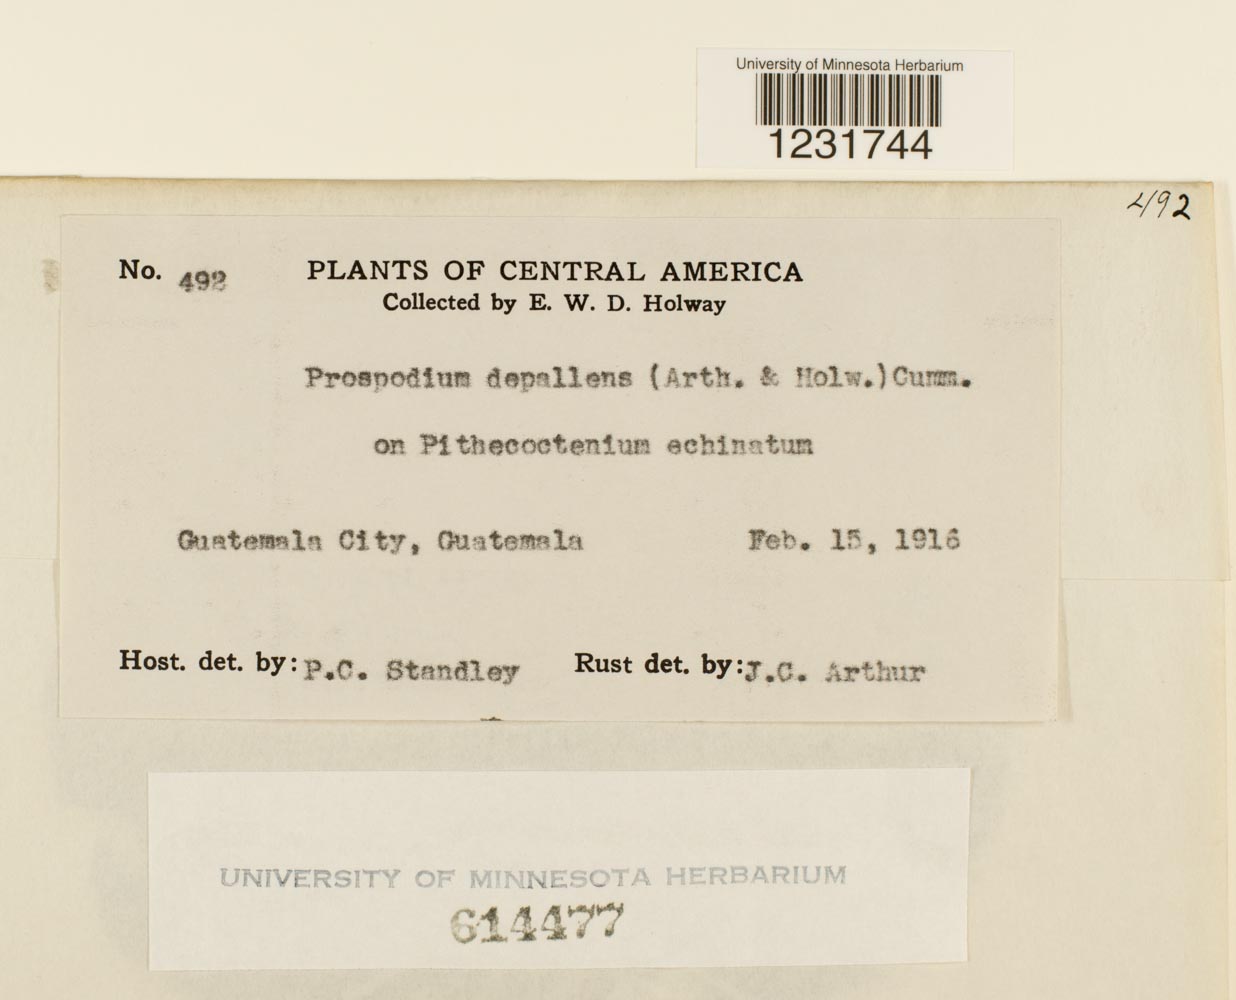 University of Minnesota Herbarium
1231744
492
No. 492 PLANTS OF CENTRAL AMERICA
Collected by E. W. D. Holway
Prospodium depallens (Arth. & Holw.)Cumm.
on Pithecoctenium echinatum
Guatemala City, Guatemala Feb. 15, 1916
Host. det. by: P.C. Standley Rust det. by: J.C. Arthur
UNIVERSITY OF MINNESOTA HERBARIUM
614477